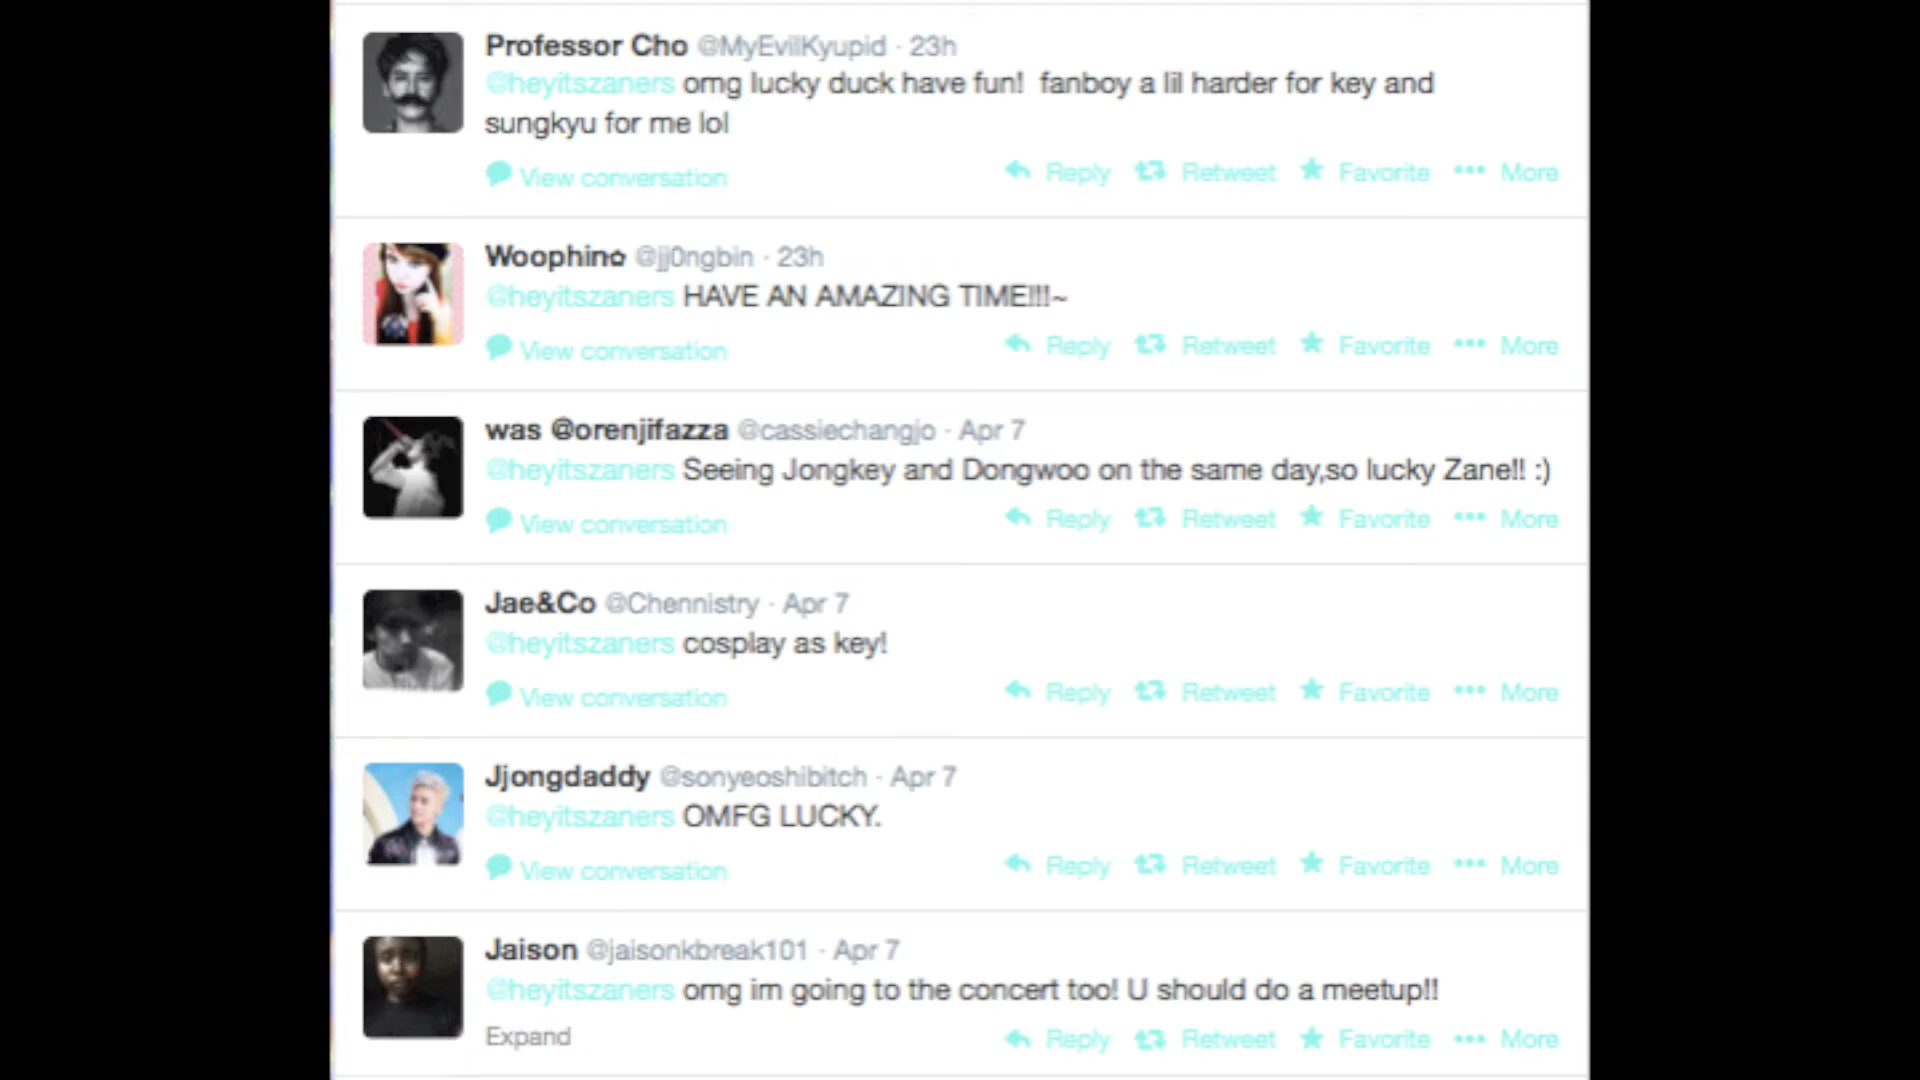 Professor Cho @MyEvilKyupid · 23h
@heyitszaners omg lucky duck have fun! fanboy a lil harder for key and
sungkyu for me lol
View conversation Reply Retweet Favorite ••• More
Woophin✿ @jj0ngbin · 23h
@heyitszaners HAVE AN AMAZING TIME!!!~
View conversation Reply Retweet Favorite ••• More
was @orenjifazza @cassiechangjo · Apr 7
@heyitszaners Seeing Jongkey and Dongwoo on the same day,so lucky Zane!! :)
View conversation Reply Retweet Favorite ••• More
Jae&Co @Chennistry · Apr 7
@heyitszaners cosplay as key!
View conversation Reply Retweet Favorite ••• More
Jjongdaddy @sonyeoshibitch · Apr 7
@heyitszaners OMFG LUCKY.
View conversation Reply Retweet Favorite ••• More
Jaison @jaisonkbreak101 · Apr 7
@heyitszaners omg im going to the concert too! U should do a meetup!!
Expand Reply Retweet Favorite ••• More